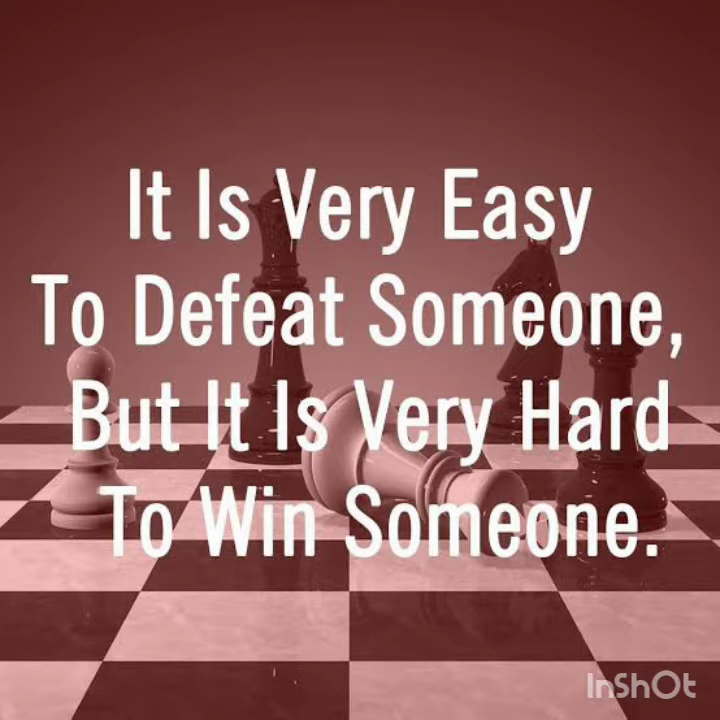 It Is Very Easy
To Defeat Someone,
But It Is Very Hard
To Win Someone.
InShOt